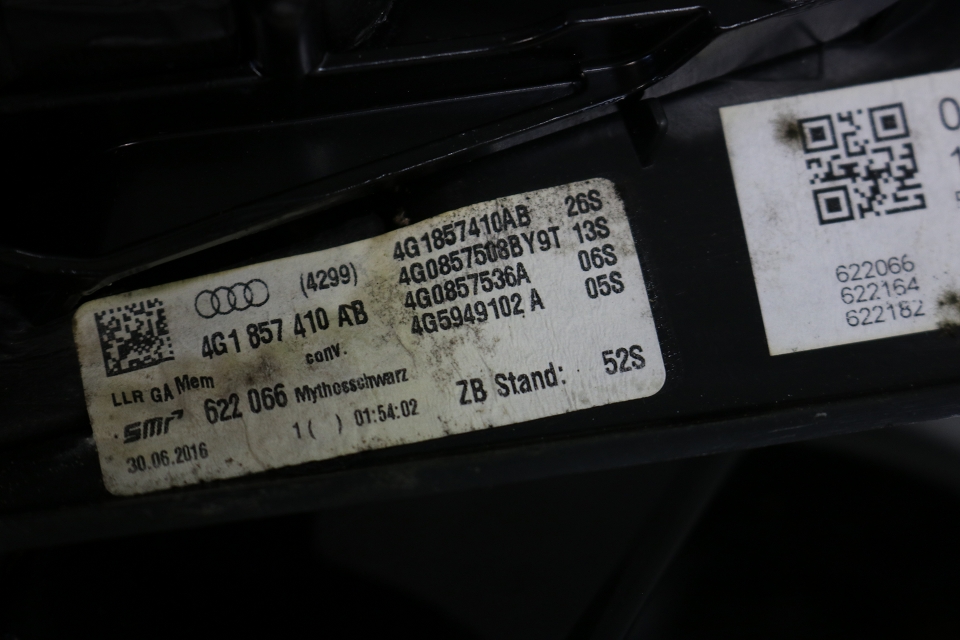 (4299)
4G1 857 410 AB
conv.
4G1857410AB 26S
4G0857508BY9T 13S
4G0857536A 06S
4G5949102 A 05S
LLR GA Mem
smr 622 066 Mythosschwarz
30.06.2016
1 ( ) 01:54:02
ZB Stand: 52S
622066
622164
622182